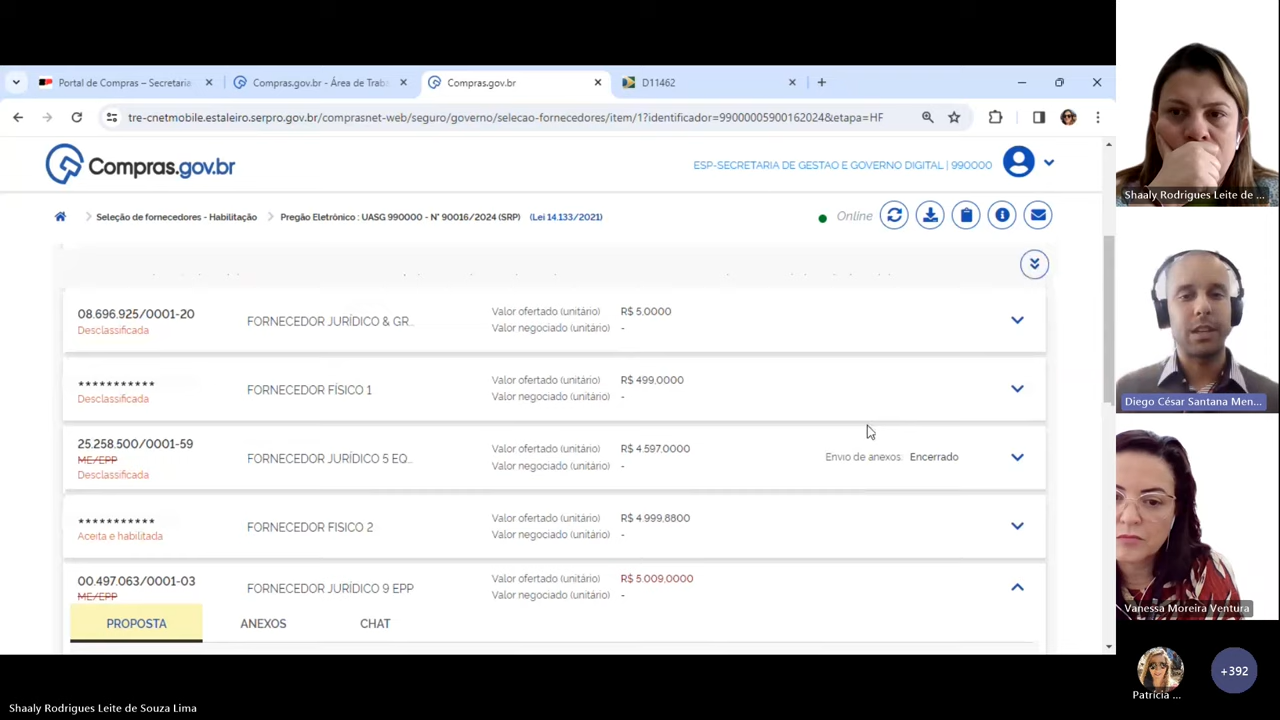 Portal de Compras – Secretaria
Compras.gov.br - Área de Trab
Compras.gov.br
D11462
tre-cnetmobile.estaleiro.serpro.gov.br/comprasnet-web/seguro/governo/selecao-fornecedores/item/1?identificador=99000005900162024&etapa=HF
Compras.gov.br
ESP-SECRETARIA DE GESTAO E GOVERNO DIGITAL | 990000
Seleção de fornecedores - Habilitação
Pregão Eletrônico : UASG 990000 - N° 90016/2024 (SRP) (Lei 14.133/2021)
Online
08.696.925/0001-20
Desclassificada
FORNECEDOR JURÍDICO & GR...
Valor ofertado (unitário) R$ 5,0000
Valor negociado (unitário) -
***********
Desclassificada
FORNECEDOR FÍSICO 1
Valor ofertado (unitário) R$ 499,0000
Valor negociado (unitário) -
25.258.500/0001-59
ME/EPP
Desclassificada
FORNECEDOR JURÍDICO 5 EQ...
Valor ofertado (unitário) R$ 4.597,0000
Valor negociado (unitário) -
Envio de anexos: Encerrado
***********
Aceita e habilitada
FORNECEDOR FISICO 2
Valor ofertado (unitário) R$ 4.999,8800
Valor negociado (unitário) -
00.497.063/0001-03
ME/EPP
FORNECEDOR JURÍDICO 9 EPP
Valor ofertado (unitário) R$ 5.009,0000
Valor negociado (unitário) -
PROPOSTA
ANEXOS
CHAT
Shaaly Rodrigues Leite de ...
Diego César Santana Men...
Vanessa Moreira Ventura
Patrícia ...
+392
Shaaly Rodrigues Leite de Souza Lima